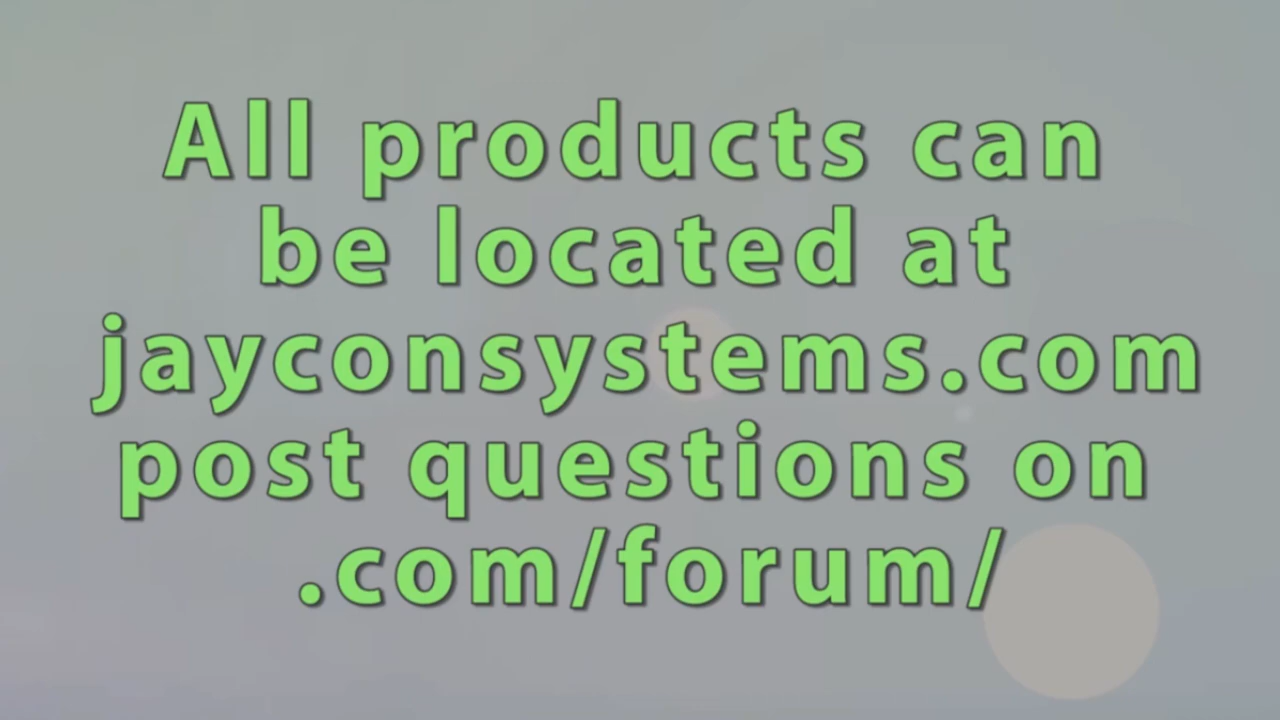 All products can
be located at
jayconsystems.com
post questions on
.com/forum/